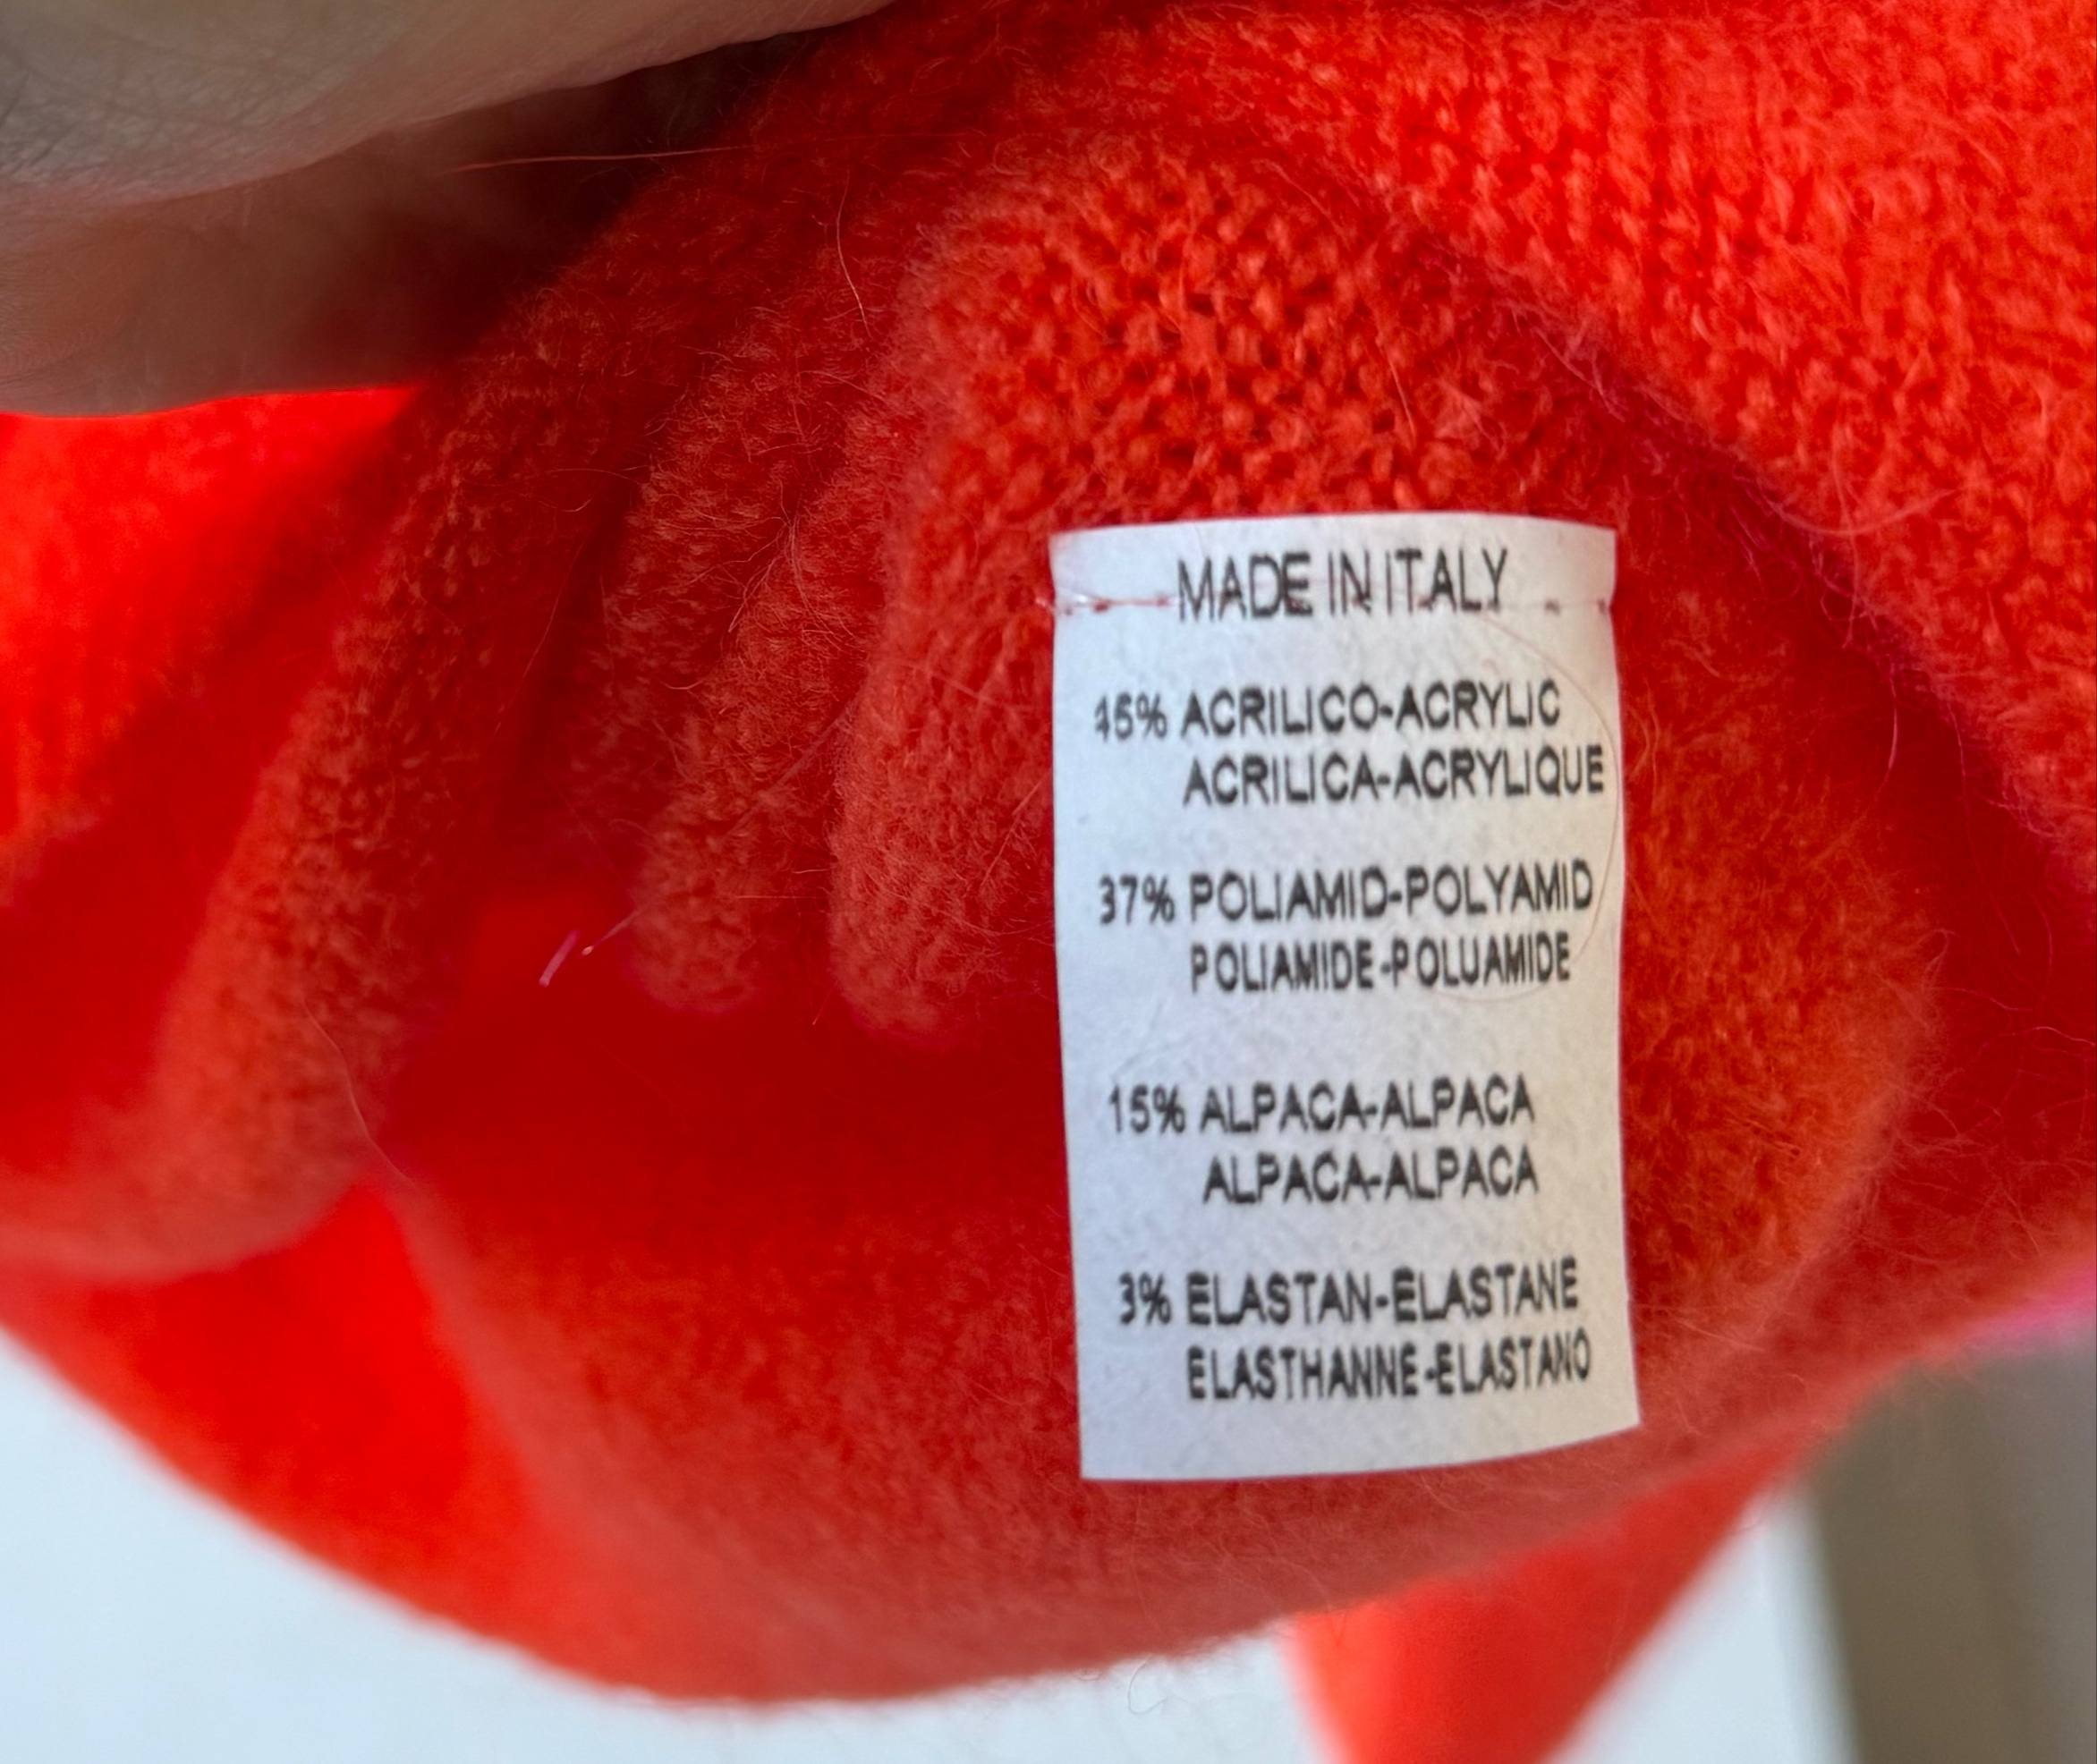 MADE IN ITALY
45% ACRILICO-ACRYLIC
ACRILICA-ACRYLIQUE
37% POLIAMID-POLYAMID
POLIAMIDE-POLUAMIDE
15% ALPACA-ALPACA
ALPACA-ALPACA
3% ELASTAN-ELASTANE
ELASTHANNE-ELASTANO